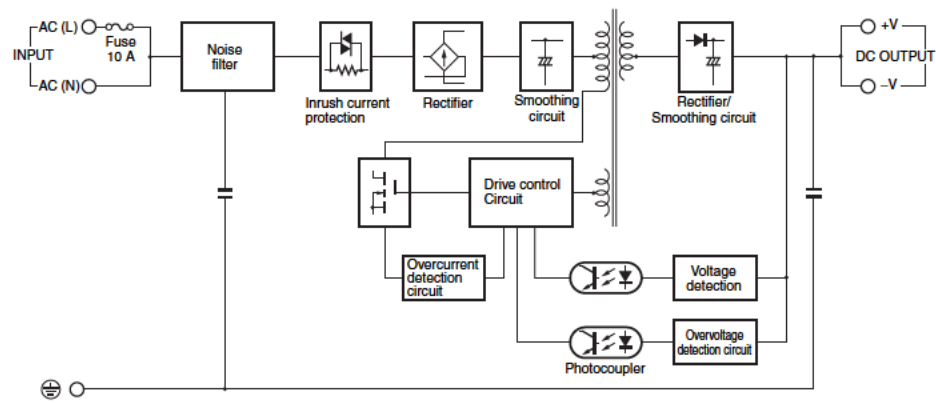 AC (L)
Fuse
10 A
INPUT
AC (N)
Noise
filter
Inrush current
protection
Rectifier
Smoothing
circuit
Rectifier/
Smoothing circuit
+V
DC OUTPUT
–V
Drive control
Circuit
Overcurrent
detection
circuit
Voltage
detection
Overvoltage
detection circuit
Photocoupler